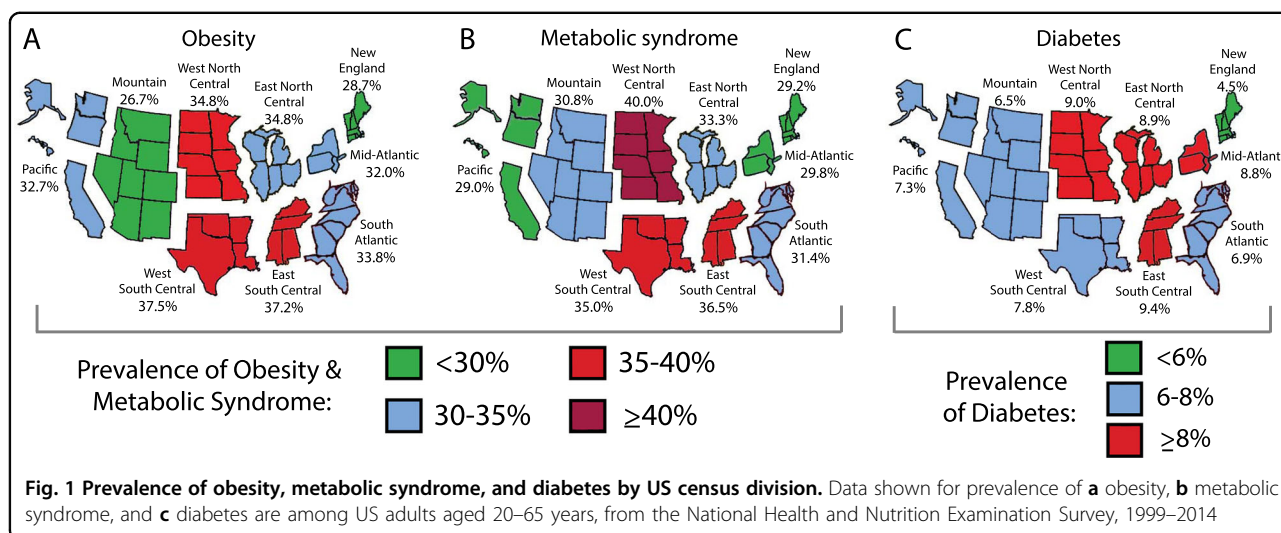 A
Obesity
Mountain
26.7%
West North
Central
34.8%
East North
Central
34.8%
New
England
28.7%
Pacific
32.7%
Mid-Atlantic
32.0%
South
Atlantic
33.8%
West
South Central
37.5%
East
South Central
37.2%
B
Metabolic syndrome
Mountain
30.8%
West North
Central
40.0%
East North
Central
33.3%
New
England
29.2%
Pacific
29.0%
Mid-Atlantic
29.8%
South
Atlantic
31.4%
West
South Central
35.0%
East
South Central
36.5%
C
Diabetes
Mountain
6.5%
West North
Central
9.0%
East North
Central
8.9%
New
England
4.5%
Pacific
7.3%
Mid-Atlantic
8.8%
South
Atlantic
6.9%
West
South Central
7.8%
East
South Central
9.4%
Prevalence of Obesity &
Metabolic Syndrome:
<30%
35-40%
30-35%
≥40%
Prevalence
of Diabetes:
<6%
6-8%
≥8%
Fig. 1 Prevalence of obesity, metabolic syndrome, and diabetes by US census division. Data shown for prevalence of a obesity, b metabolic
syndrome, and c diabetes are among US adults aged 20–65 years, from the National Health and Nutrition Examination Survey, 1999–2014